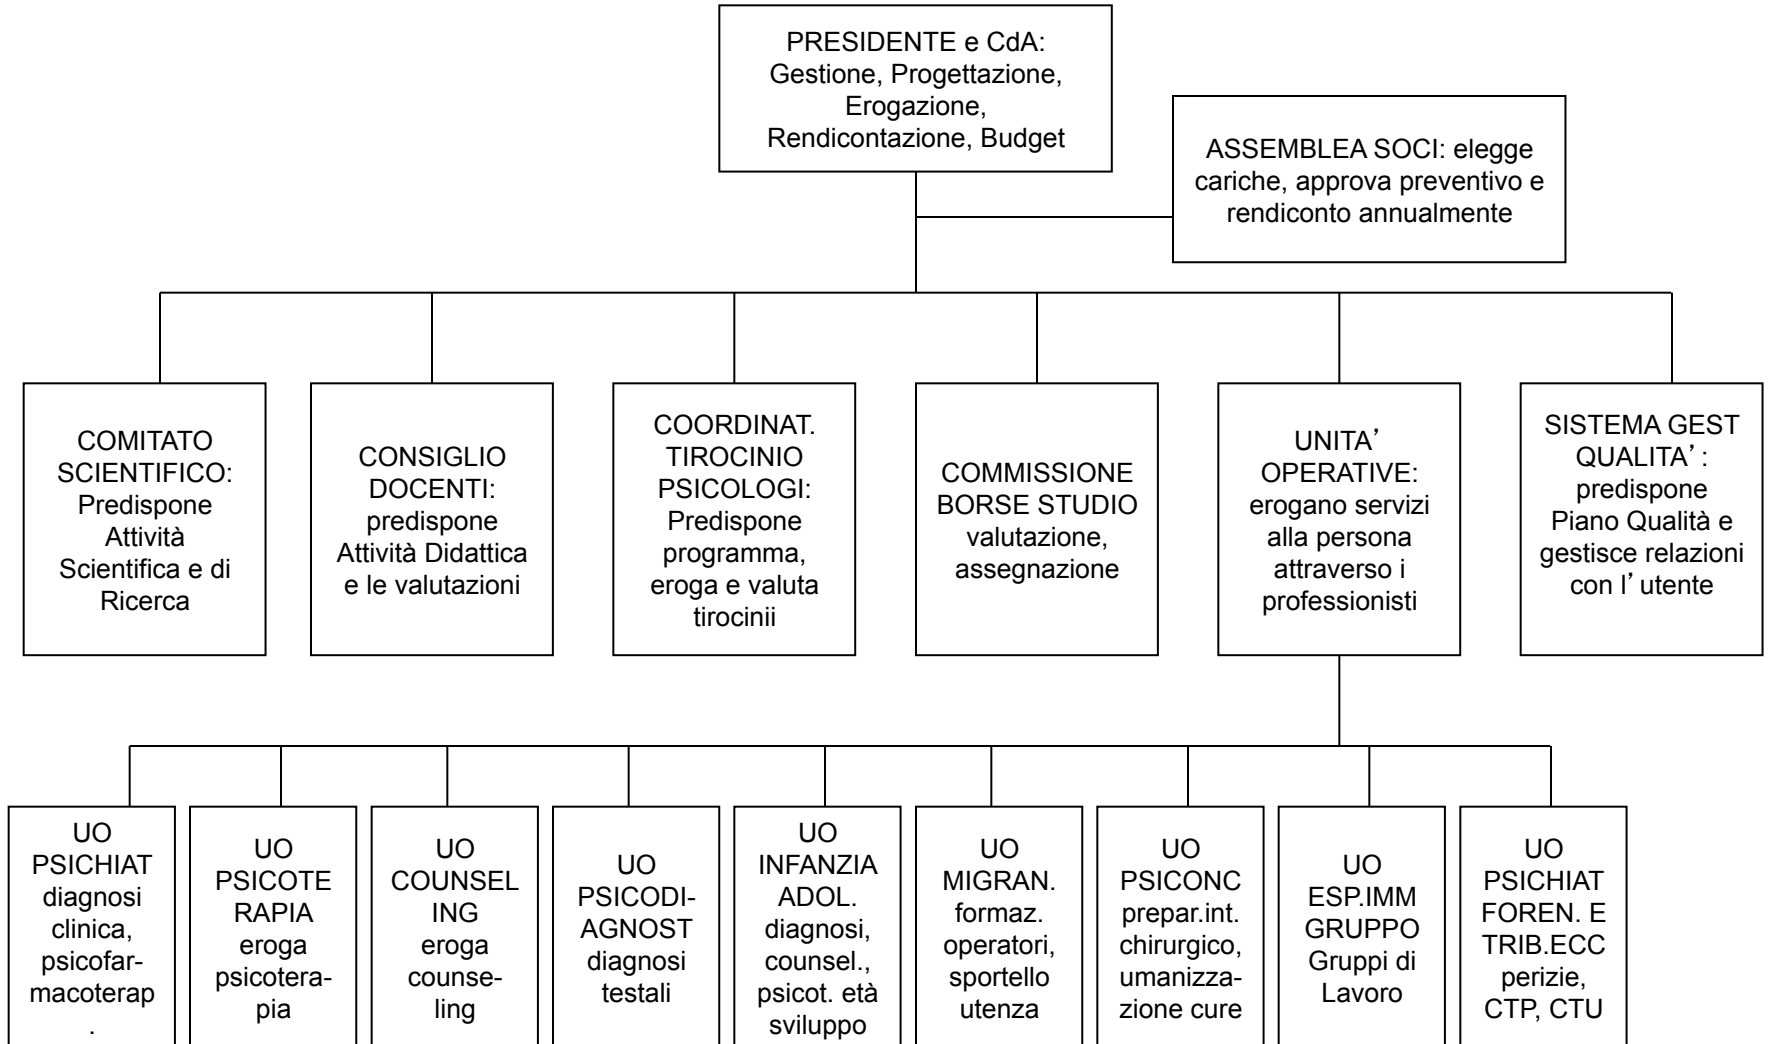 PRESIDENTE e CdA:
Gestione, Progettazione,
Erogazione,
Rendicontazione, Budget
ASSEMBLEA SOCI: elegge
cariche, approva preventivo e
rendiconto annualmente
COMITATO
SCIENTIFICO:
Predispone
Attività
Scientifica e di
Ricerca
CONSIGLIO
DOCENTI:
predispone
Attività Didattica
e le valutazioni
COORDINAT.
TIROCINIO
PSICOLOGI:
Predispone
programma,
eroga e valuta
tirocinii
COMMISSIONE
BORSE STUDIO
valutazione,
assegnazione
UNITA’
OPERATIVE:
erogano servizi
alla persona
attraverso i
professionisti
SISTEMA GEST
QUALITA’:
predispone
Piano Qualità e
gestisce relazioni
con l’utente
UO
PSICHIAT
diagnosi
clinica,
psicofar-
macoterap
.
UO
PSICOTE
RAPIA
eroga
psicotera-
pia
UO
COUNSEL
ING
eroga
counse-
ling
UO
PSICODI-
AGNOST
diagnosi
testali
UO
INFANZIA
ADOL.
diagnosi,
counsel.,
psicot. età
sviluppo
UO
MIGRAN.
formaz.
operatori,
sportello
utenza
UO
PSICONC
prepar.int.
chirurgico,
umanizza-
zione cure
UO
ESP.IMM
GRUPPO
Gruppi di
Lavoro
UO
PSICHIAT
FOREN. E
TRIB.ECC
perizie,
CTP, CTU